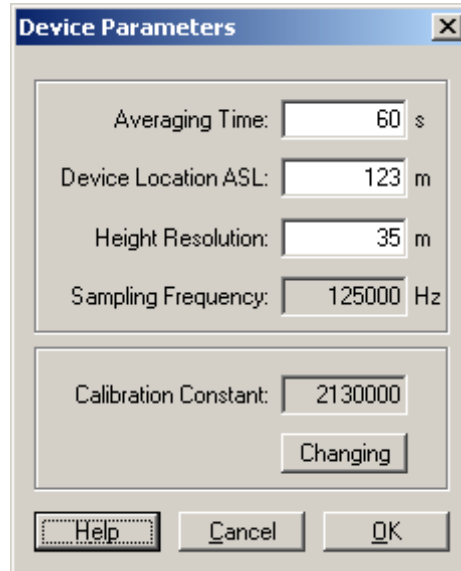 Device Parameters
Averaging Time: 60 s
Device Location ASL: 123 m
Height Resolution: 35 m
Sampling Frequency: 125000 Hz
Calibration Constant: 2130000
Changing
Help Cancel OK